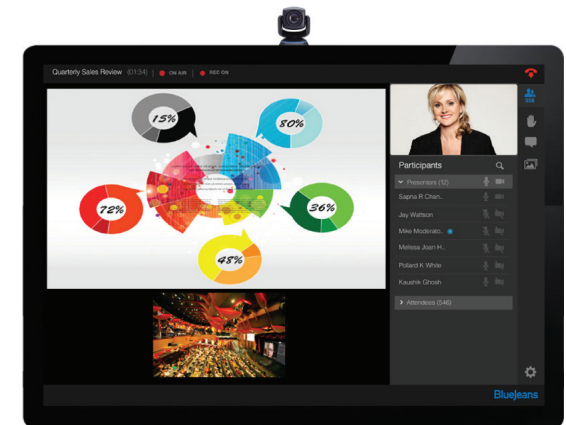 Quarterly Sales Review (01:34) | ON AIR | REC ON
15%
80%
72%
36%
48%
Participants
Presenters (12)
Sapna R Chan..
Jay Wattson
Mike Moderato..
Melissa Joan H..
Pollard K White
Kaushik Ghosh
Attendees (546)
BlueJeans